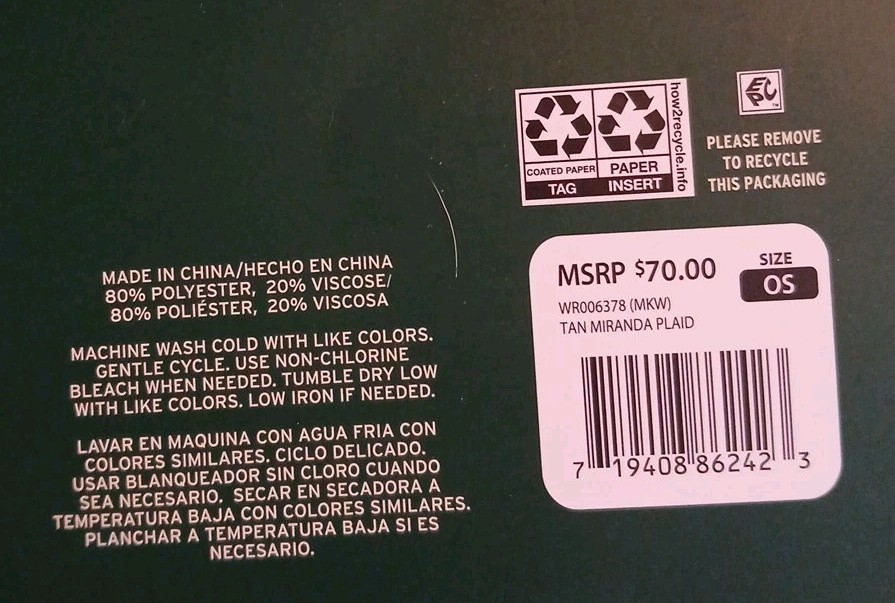 COATED PAPER
TAG
PAPER
INSERT
how2recycle.info
EPC™
PLEASE REMOVE
TO RECYCLE
THIS PACKAGING
MADE IN CHINA/HECHO EN CHINA
80% POLYESTER, 20% VISCOSE/
80% POLIÉSTER, 20% VISCOSA
MACHINE WASH COLD WITH LIKE COLORS.
GENTLE CYCLE. USE NON-CHLORINE
BLEACH WHEN NEEDED. TUMBLE DRY LOW
WITH LIKE COLORS. LOW IRON IF NEEDED.
LAVAR EN MAQUINA CON AGUA FRIA CON
COLORES SIMILARES. CICLO DELICADO.
USAR BLANQUEADOR SIN CLORO CUANDO
SEA NECESARIO. SECAR EN SECADORA A
TEMPERATURA BAJA CON COLORES SIMILARES.
PLANCHAR A TEMPERATURA BAJA SI ES
NECESARIO.
MSRP $70.00
SIZE
OS
WR006378 (MKW)
TAN MIRANDA PLAID
7 19408 86242 3